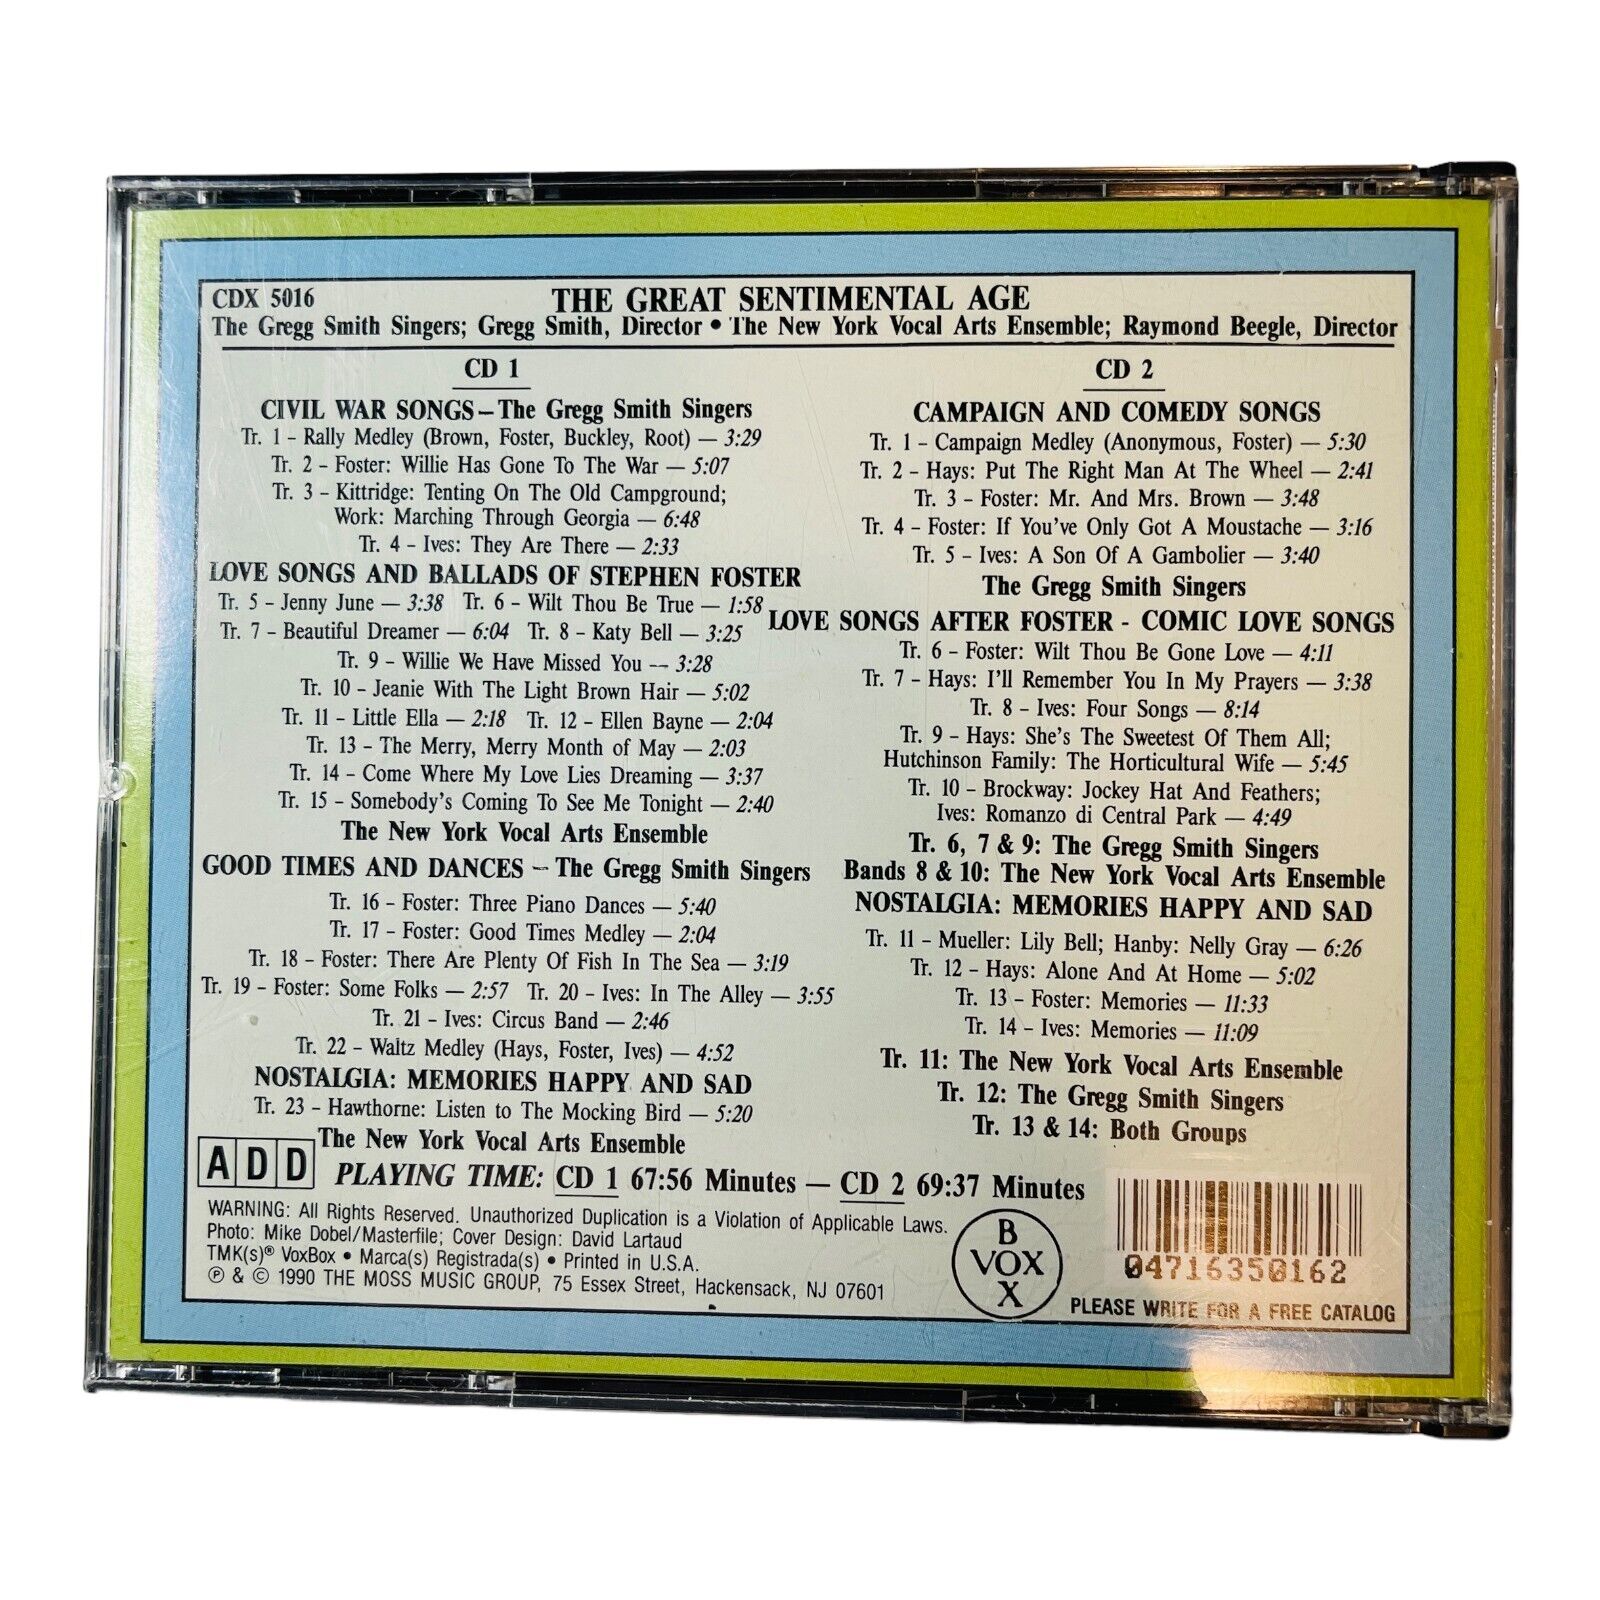 CDX 5016 THE GREAT SENTIMENTAL AGE
The Gregg Smith Singers; Gregg Smith, Director • The New York Vocal Arts Ensemble; Raymond Beegle, Director
CD 1
CIVIL WAR SONGS – The Gregg Smith Singers
Tr. 1 – Rally Medley (Brown, Foster, Buckley, Root) — 3:29
Tr. 2 – Foster: Willie Has Gone To The War — 5:07
Tr. 3 – Kittridge: Tenting On The Old Campground;
Work: Marching Through Georgia — 6:48
Tr. 4 – Ives: They Are There — 2:33
LOVE SONGS AND BALLADS OF STEPHEN FOSTER
Tr. 5 – Jenny June — 3:38 Tr. 6 – Wilt Thou Be True — 1:58
Tr. 7 – Beautiful Dreamer — 6:04 Tr. 8 – Katy Bell — 3:25
Tr. 9 – Willie We Have Missed You — 3:28
Tr. 10 – Jeanie With The Light Brown Hair — 5:02
Tr. 11 – Little Ella — 2:18 Tr. 12 – Ellen Bayne — 2:04
Tr. 13 – The Merry, Merry Month of May — 2:03
Tr. 14 – Come Where My Love Lies Dreaming — 3:37
Tr. 15 – Somebody's Coming To See Me Tonight — 2:40
The New York Vocal Arts Ensemble
GOOD TIMES AND DANCES – The Gregg Smith Singers
Tr. 16 – Foster: Three Piano Dances — 5:40
Tr. 17 – Foster: Good Times Medley — 2:04
Tr. 18 – Foster: There Are Plenty Of Fish In The Sea — 3:19
Tr. 19 – Foster: Some Folks — 2:57 Tr. 20 – Ives: In The Alley — 3:55
Tr. 21 – Ives: Circus Band — 2:46
Tr. 22 – Waltz Medley (Hays, Foster, Ives) — 4:52
NOSTALGIA: MEMORIES HAPPY AND SAD
Tr. 23 – Hawthorne: Listen to The Mocking Bird — 5:20
The New York Vocal Arts Ensemble
CD 2
CAMPAIGN AND COMEDY SONGS
Tr. 1 – Campaign Medley (Anonymous, Foster) — 5:30
Tr. 2 – Hays: Put The Right Man At The Wheel — 2:41
Tr. 3 – Foster: Mr. And Mrs. Brown — 3:48
Tr. 4 – Foster: If You've Only Got A Moustache — 3:16
Tr. 5 – Ives: A Son Of A Gambolier — 3:40
The Gregg Smith Singers
LOVE SONGS AFTER FOSTER - COMIC LOVE SONGS
Tr. 6 – Foster: Wilt Thou Be Gone Love — 4:11
Tr. 7 – Hays: I'll Remember You In My Prayers — 3:38
Tr. 8 – Ives: Four Songs — 8:14
Tr. 9 – Hays: She's The Sweetest Of Them All;
Hutchinson Family: The Horticultural Wife — 5:45
Tr. 10 – Brockway: Jockey Hat And Feathers;
Ives: Romanzo di Central Park — 4:49
Tr. 6, 7 & 9: The Gregg Smith Singers
Bands 8 & 10: The New York Vocal Arts Ensemble
NOSTALGIA: MEMORIES HAPPY AND SAD
Tr. 11 – Mueller: Lily Bell; Hanby: Nelly Gray — 6:26
Tr. 12 – Hays: Alone And At Home — 5:02
Tr. 13 – Foster: Memories — 11:33
Tr. 14 – Ives: Memories — 11:09
Tr. 11: The New York Vocal Arts Ensemble
Tr. 12: The Gregg Smith Singers
Tr. 13 & 14: Both Groups
ADD PLAYING TIME: CD 1 67:56 Minutes — CD 2 69:37 Minutes
WARNING: All Rights Reserved. Unauthorized Duplication is a Violation of Applicable Laws.
Photo: Mike Dobel/Masterfile; Cover Design: David Lartaud
TMK(s)® VoxBox • Marca(s) Registrada(s) • Printed in U.S.A.
℗ & © 1990 THE MOSS MUSIC GROUP, 75 Essex Street, Hackensack, NJ 07601
B
VOX
X
04716350162
PLEASE WRITE FOR A FREE CATALOG